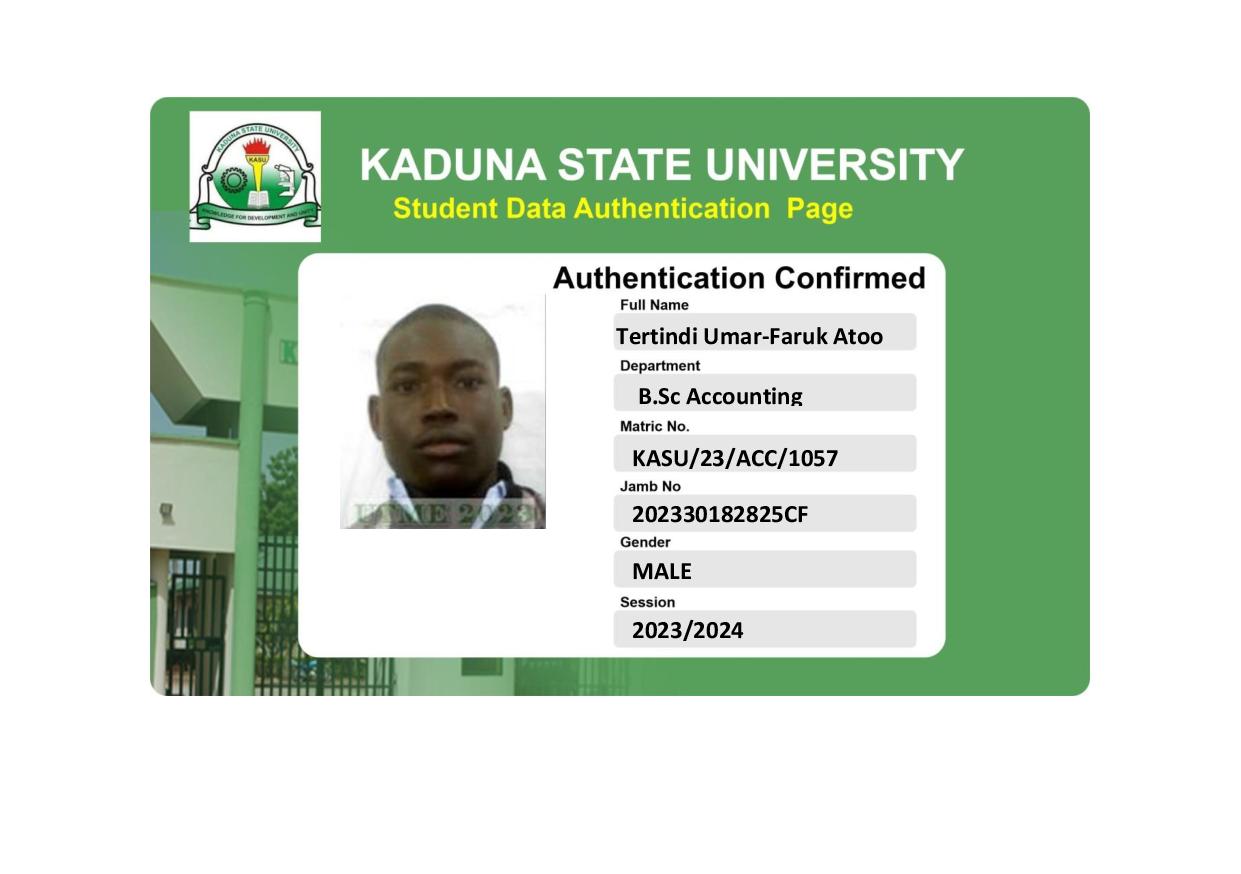 KADUNA STATE UNIVERSITY
KASU
KNOWLEDGE FOR DEVELOPMENT AND UNITY
KADUNA STATE UNIVERSITY
Student Data Authentication Page
Authentication Confirmed
Full Name
Tertindi Umar-Faruk Atoo
Department
B.Sc Accounting
Matric No.
KASU/23/ACC/1057
Jamb No
202330182825CF
Gender
MALE
Session
2023/2024
UTME 2023
K